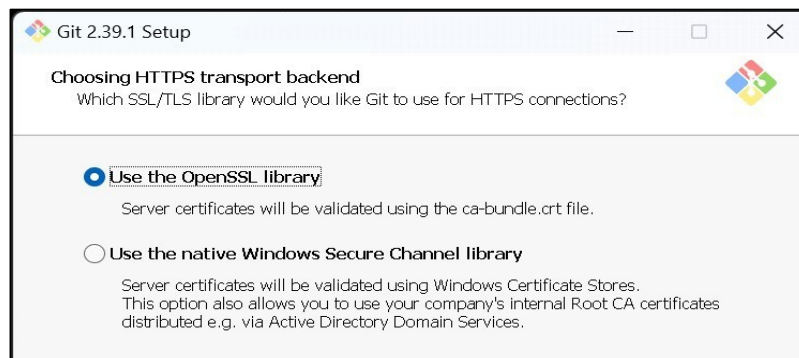 Git 2.39.1 Setup
Choosing HTTPS transport backend
Which SSL/TLS library would you like Git to use for HTTPS connections?
Use the OpenSSL library
Server certificates will be validated using the ca-bundle.crt file.
Use the native Windows Secure Channel library
Server certificates will be validated using Windows Certificate Stores.
This option also allows you to use your company's internal Root CA certificates
distributed e.g. via Active Directory Domain Services.